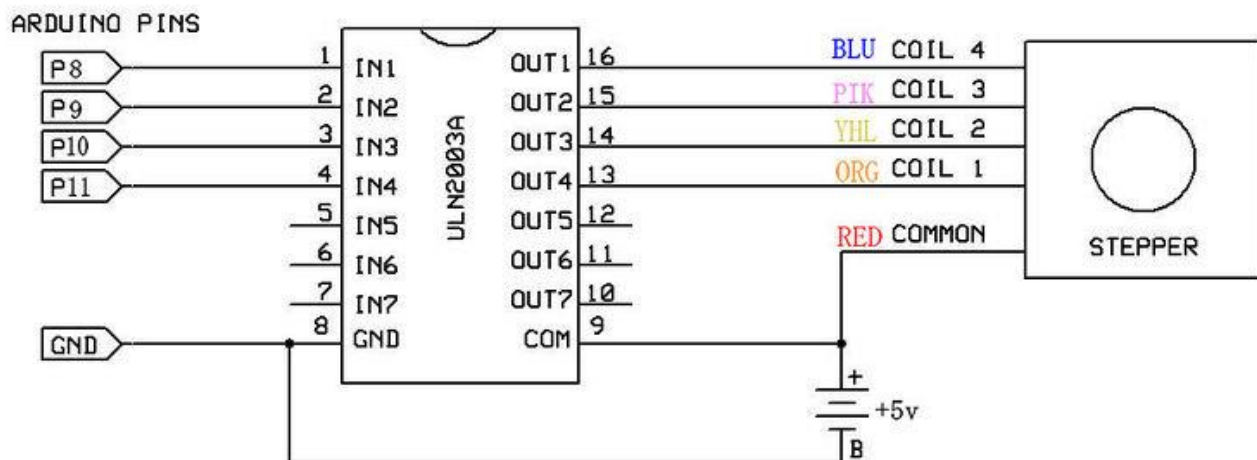 ARDUINO PINS
P8 1 IN1 OUT1 16 BLU COIL 4
P9 2 IN2 OUT2 15 PIK COIL 3
P10 3 IN3 OUT3 14 YHL COIL 2
P11 4 IN4 OUT4 13 ORG COIL 1
5 IN5 OUT5 12
6 IN6 OUT6 11
7 IN7 OUT7 10
GND 8 GND COM 9
ULN2003A
RED COMMON
STEPPER
+
+5v
B